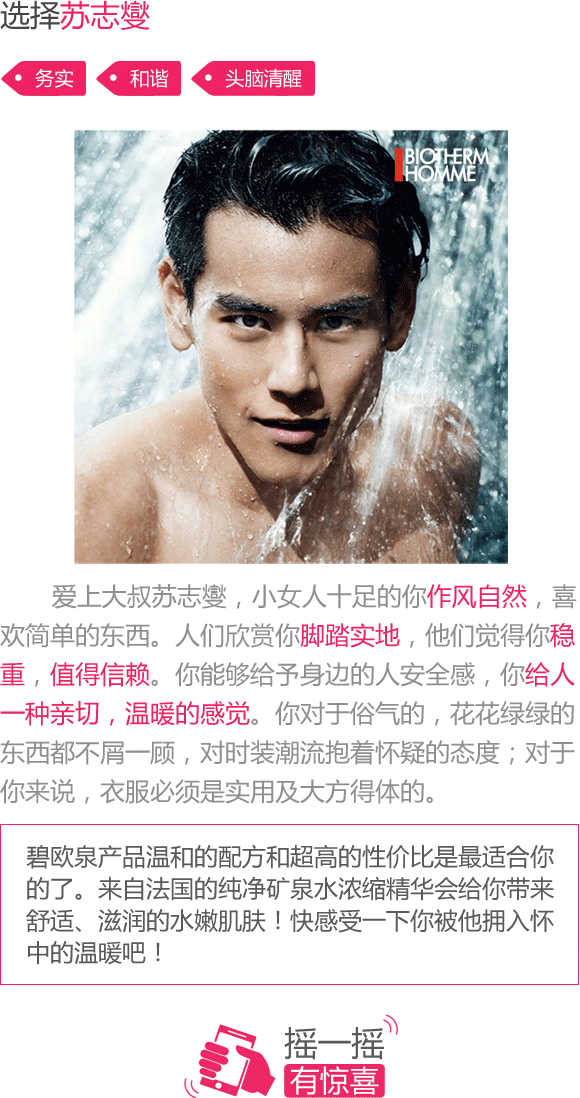 选择苏志燮
务实 和谐 头脑清醒
BIOTHERM
HOMME
爱上大叔苏志燮，小女人十足的你作风自然，喜
欢简单的东西。人们欣赏你脚踏实地，他们觉得你稳
重，值得信赖。你能够给予身边的人安全感，你给人
一种亲切，温暖的感觉。你对于俗气的，花花绿绿的
东西都不屑一顾，对时装潮流抱着怀疑的态度；对于
你来说，衣服必须是实用及大方得体的。
碧欧泉产品温和的配方和超高的性价比是最适合你
的了。来自法国的纯净矿泉水浓缩精华会给你带来
舒适、滋润的水嫩肌肤！快感受一下你被他拥入怀
中的温暖吧！
摇一摇
有惊喜